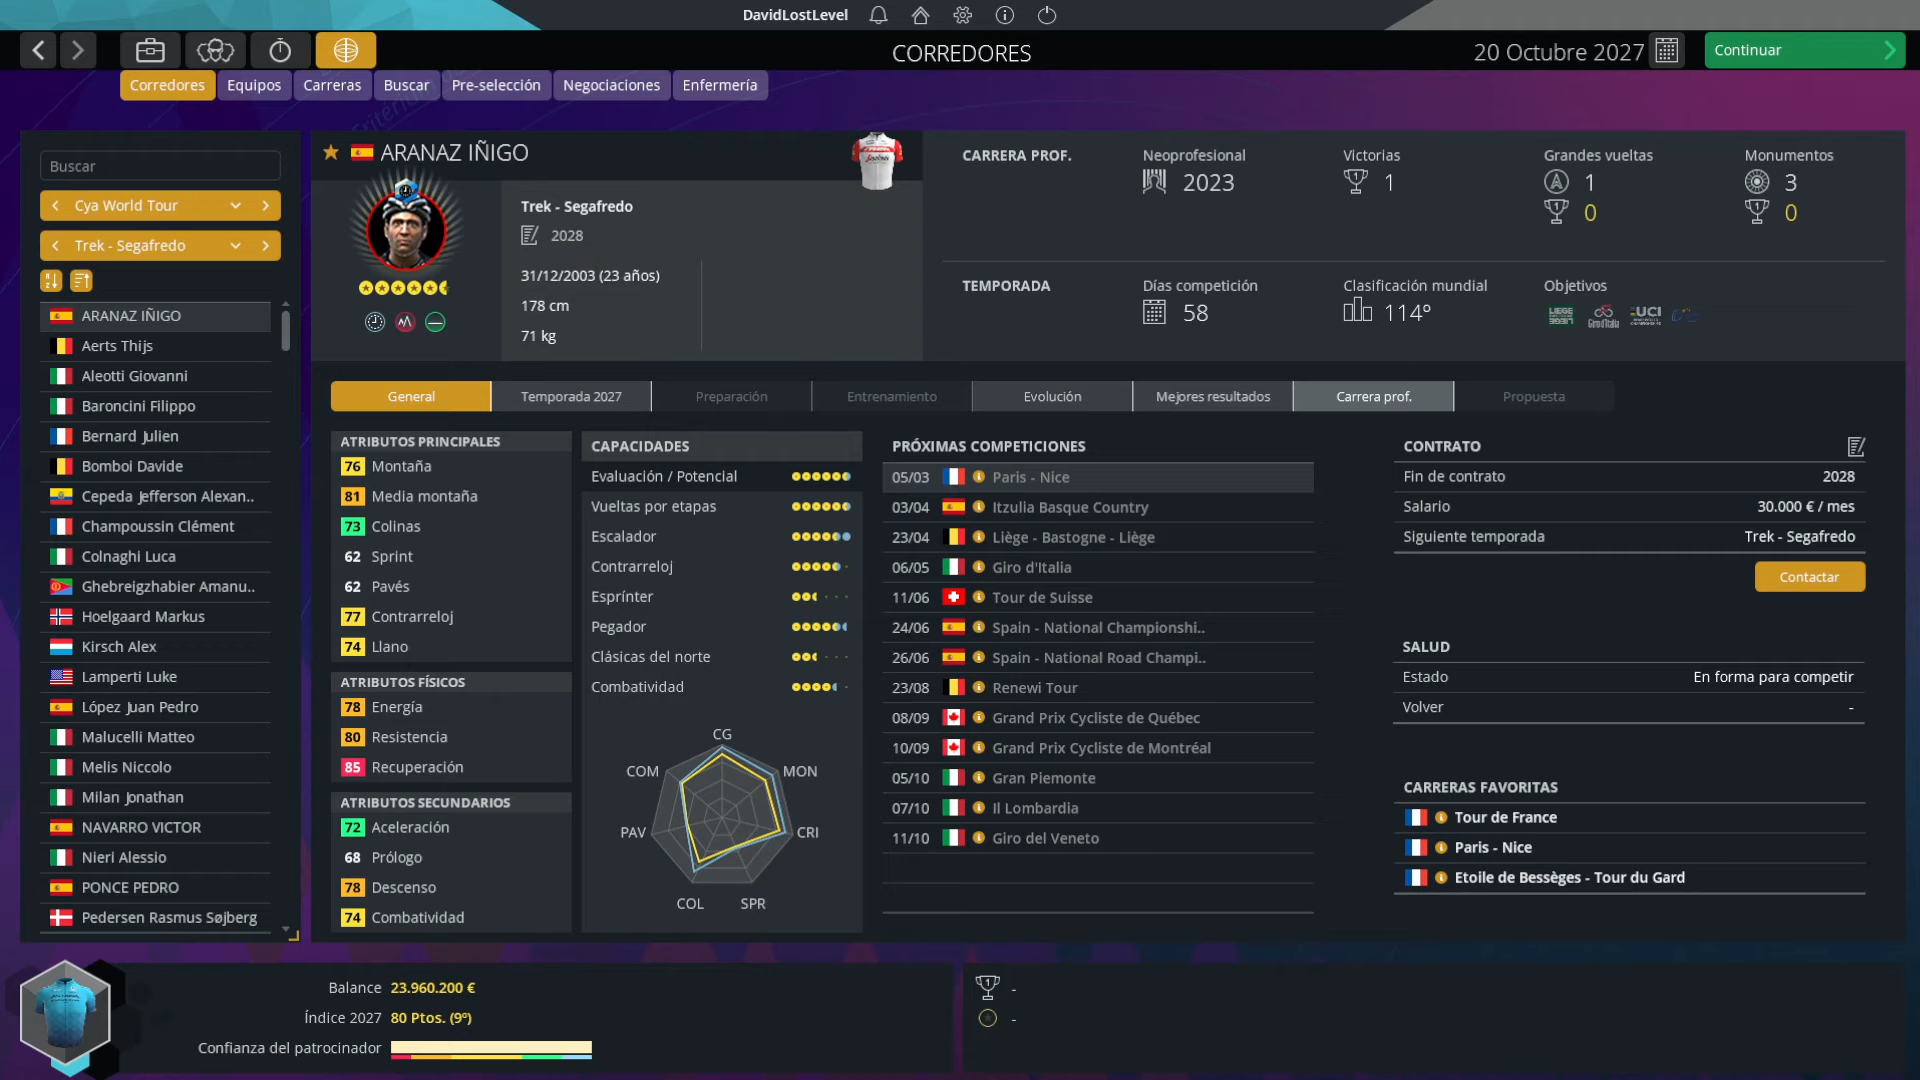 DavidLostLevel
CORREDORES
20 Octubre 2027
Continuar
Corredores
Equipos
Carreras
Buscar
Pre-selección
Negociaciones
Enfermería
Buscar
Cya World Tour
Trek - Segafredo
ARANAZ IÑIGO
Aerts Thijs
Aleotti Giovanni
Baroncini Filippo
Bernard Julien
Bomboi Davide
Cepeda Jefferson Alexan..
Champoussin Clément
Colnaghi Luca
Ghebreigzhabier Amanu..
Hoelgaard Markus
Kirsch Alex
Lamperti Luke
López Juan Pedro
Malucelli Matteo
Melis Niccolo
Milan Jonathan
NAVARRO VICTOR
Nieri Alessio
PONCE PEDRO
Pedersen Rasmus Søjberg
ARANAZ IÑIGO
Trek - Segafredo
2028
31/12/2003 (23 años)
178 cm
71 kg
CARRERA PROF.
Neoprofesional
2023
Victorias
1
Grandes vueltas
1
0
Monumentos
3
0
TEMPORADA
Días competición
58
Clasificación mundial
114º
Objetivos
LIEGE
Giro d'Italia
UCI
General
Temporada 2027
Preparación
Entrenamiento
Evolución
Mejores resultados
Carrera prof.
Propuesta
ATRIBUTOS PRINCIPALES
76 Montaña
81 Media montaña
73 Colinas
62 Sprint
62 Pavés
77 Contrarreloj
74 Llano
ATRIBUTOS FÍSICOS
78 Energía
80 Resistencia
85 Recuperación
ATRIBUTOS SECUNDARIOS
72 Aceleración
68 Prólogo
78 Descenso
74 Combatividad
CAPACIDADES
Evaluación / Potencial
Vueltas por etapas
Escalador
Contrarreloj
Esprínter
Pegador
Clásicas del norte
Combatividad
CG
MON
CRI
SPR
COL
PAV
COM
PRÓXIMAS COMPETICIONES
05/03 Paris - Nice
03/04 Itzulia Basque Country
23/04 Liège - Bastogne - Liège
06/05 Giro d'Italia
11/06 Tour de Suisse
24/06 Spain - National Championshi..
26/06 Spain - National Road Champi..
23/08 Renewi Tour
08/09 Grand Prix Cycliste de Québec
10/09 Grand Prix Cycliste de Montréal
05/10 Gran Piemonte
07/10 Il Lombardia
11/10 Giro del Veneto
CONTRATO
Fin de contrato 2028
Salario 30.000 € / mes
Siguiente temporada Trek - Segafredo
Contactar
SALUD
Estado En forma para competir
Volver -
CARRERAS FAVORITAS
Tour de France
Paris - Nice
Etoile de Bessèges - Tour du Gard
Balance 23.960.200 €
Índice 2027 80 Ptos. (9º)
Confianza del patrocinador
-
-